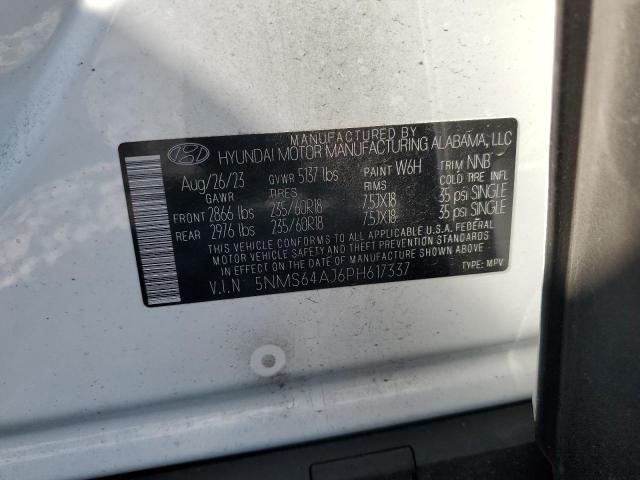 MANUFACTURED BY
HYUNDAI MOTOR MANUFACTURING ALABAMA, LLC
Aug/26/23 GVWR 5137 lbs PAINT W6H TRIM NNB
GAWR TIRES RIMS COLD TIRE INFL
FRONT 2866 lbs 235/60R18 7.5JX18 35 psi SINGLE
REAR 2976 lbs 235/60R18 7.5JX18 35 psi SINGLE
THIS VEHICLE CONFORMS TO ALL APPLICABLE U.S.A. FEDERAL
MOTOR VEHICLE SAFETY AND THEFT PREVENTION
STANDARDS IN EFFECT ON THE DATE OF MANUFACTURE
SHOWN ABOVE.
V.I.N 5NMS64AJ6PH617337 TYPE: MPV